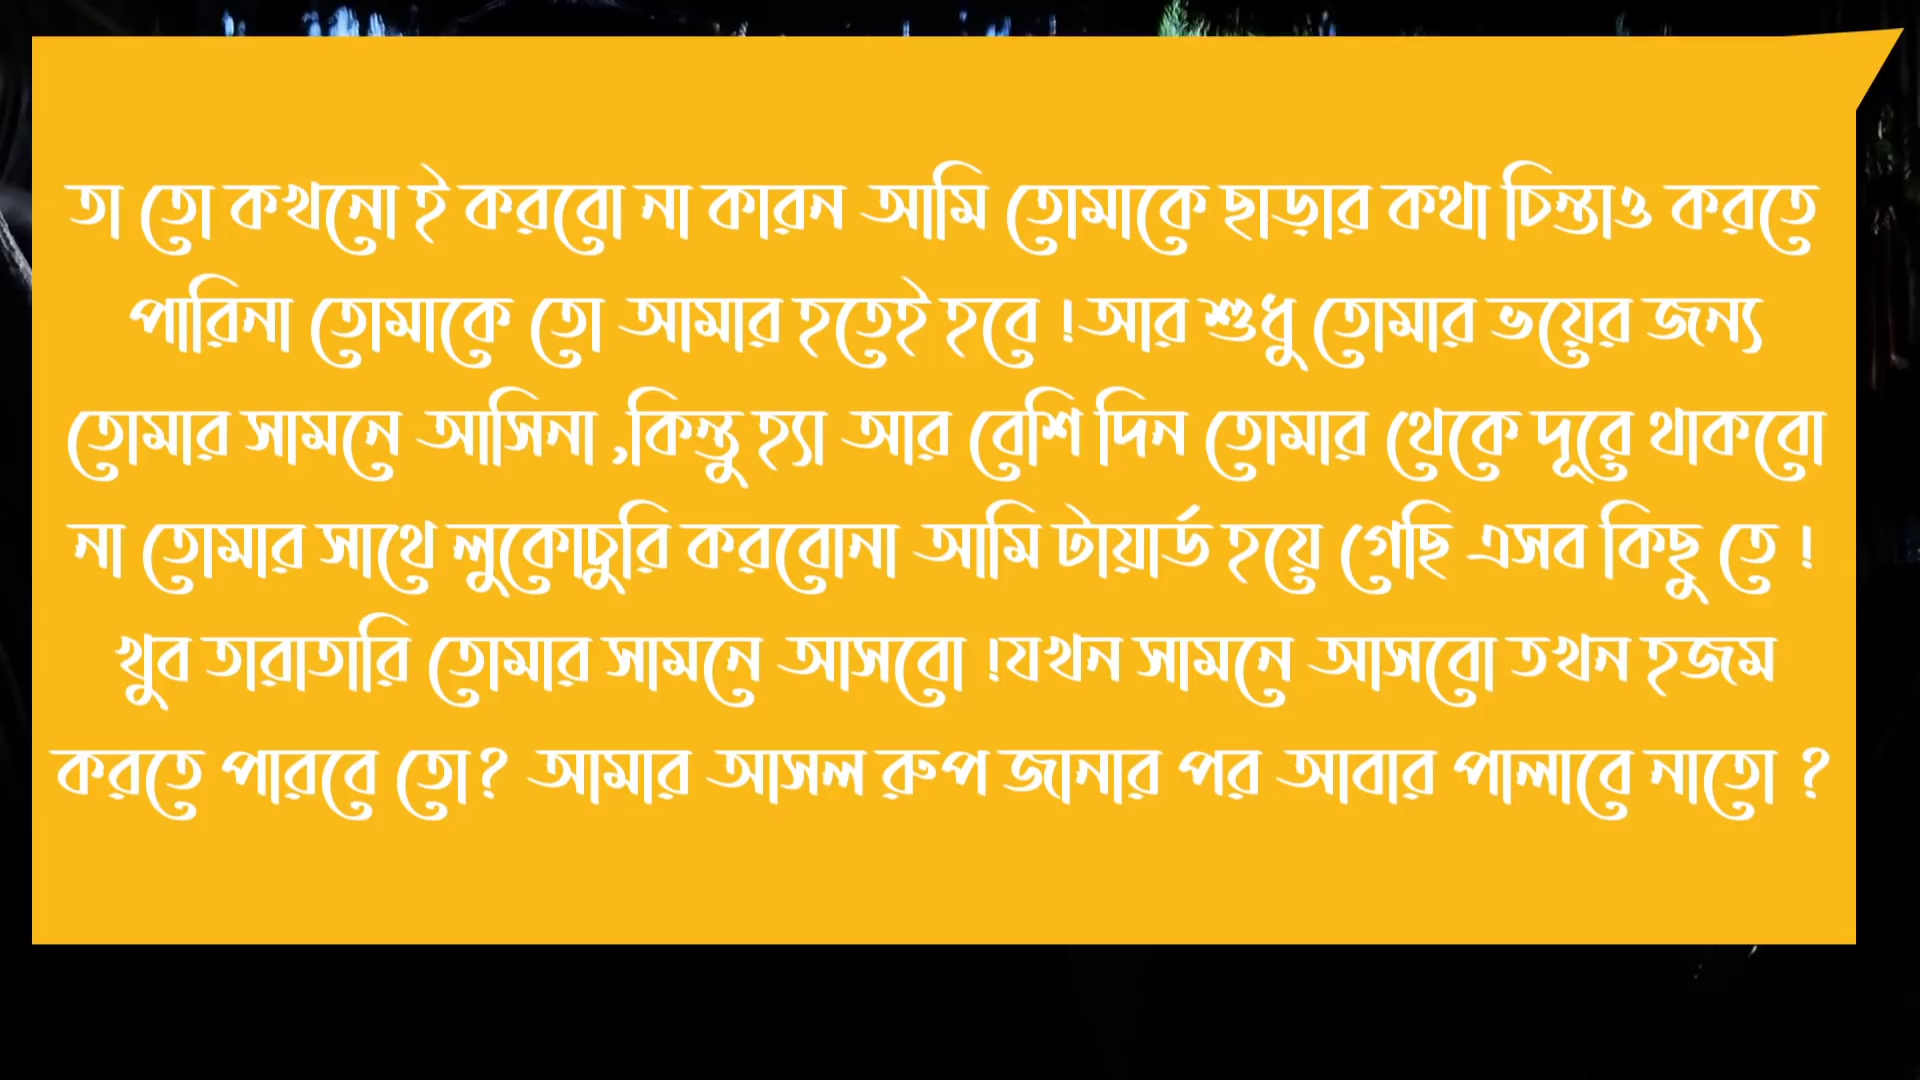 তা তো কখনো ই করবো না কারন আমি তোমাকে ছাড়ার কথা চিন্তাও করতে
পারিনা তোমাকে তো আমার হতেই হবে !আর শুধু তোমার ভয়ের জন্য
তোমার সামনে আসিনা ,কিন্তু হ্যা আর বেশি দিন তোমার থেকে দূরে থাকবো
না তোমার সাথে লুকোচুরি করবোনা আমি টায়ার্ড হয়ে গেছি এসব কিছু তে !
খুব তারাতারি তোমার সামনে আসবো !যখন সামনে আসবো তখন হজম
করতে পারবে তো? আমার আসল রুপ জানার পর আবার পালাবে নাতো ?